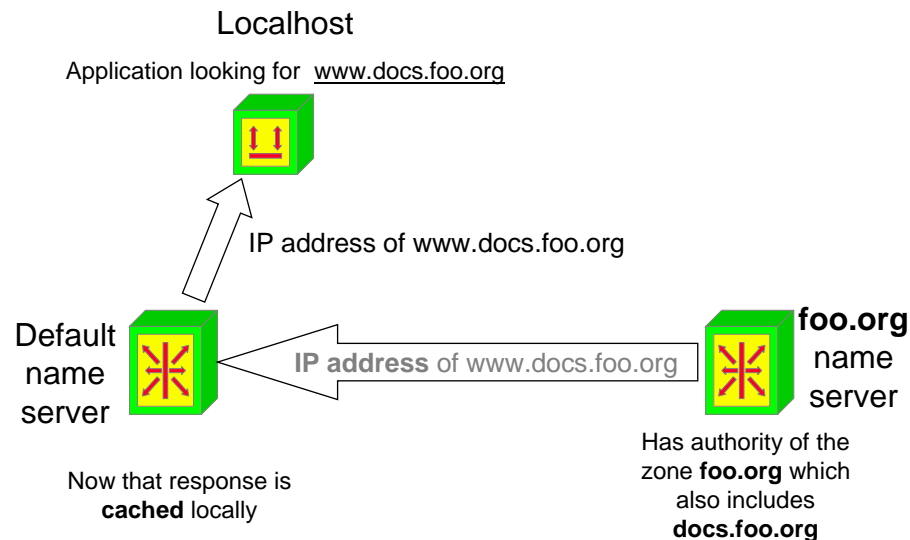 Localhost
Application looking for www.docs.foo.org
IP address of www.docs.foo.org
Default
name
server
IP address of www.docs.foo.org
foo.org
name
server
Now that response is
cached locally
Has authority of the
zone foo.org which
also includes
docs.foo.org